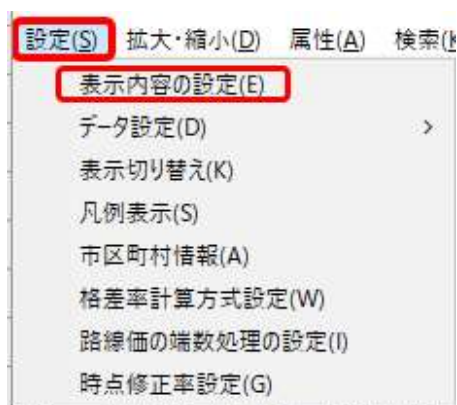 設定(S) 拡大・縮小(D) 属性(A) 検索(
表示内容の設定(E)
データ設定(D) >
表示切り替え(K)
凡例表示(S)
市区町村情報(A)
格差率計算方式設定(W)
路線価の端数処理の設定(I)
時点修正率設定(G)